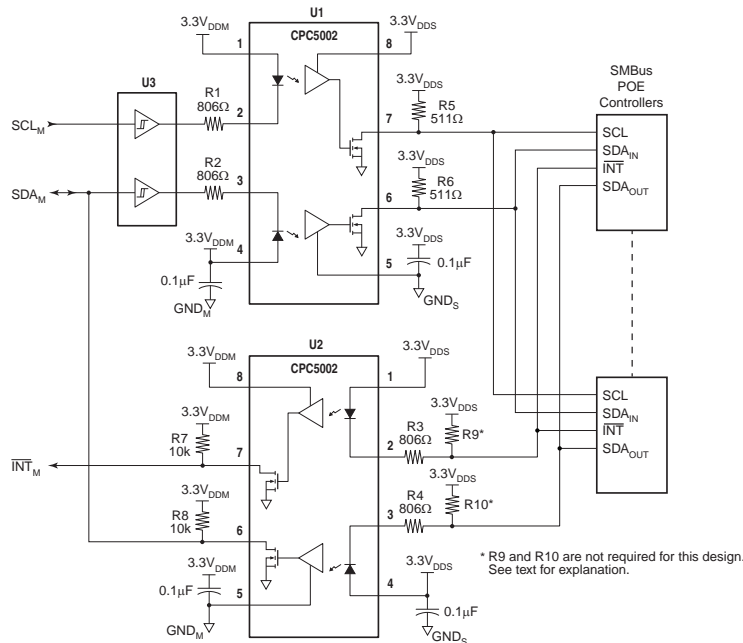 U1
3.3V_DDM
3.3V_DDS
1
CPC5002
8
U3
R1
806Ω
2
3.3V_DDS
R5
511Ω
SMBus
POE
Controllers
SCL_M
7
SCL
R2
806Ω
3
3.3V_DDS
R6
511Ω
SDA_IN
INT
SDA_OUT
SDA_M
6
3.3V_DDM
4
3.3V_DDS
0.1μF
5
0.1μF
GND_M
GND_S
U2
3.3V_DDM
3.3V_DDS
8
CPC5002
1
3.3V_DDM
R7
10k
7
R3
806Ω
2
3.3V_DDS
R9*
SCL
SDA_IN
INT
SDA_OUT
INT_M
3.3V_DDM
R8
10k
6
R4
806Ω
3
3.3V_DDS
R10*
3.3V_DDM
4
3.3V_DDS
* R9 and R10 are not required for this design.
See text for explanation.
0.1μF
5
0.1μF
GND_M
GND_S